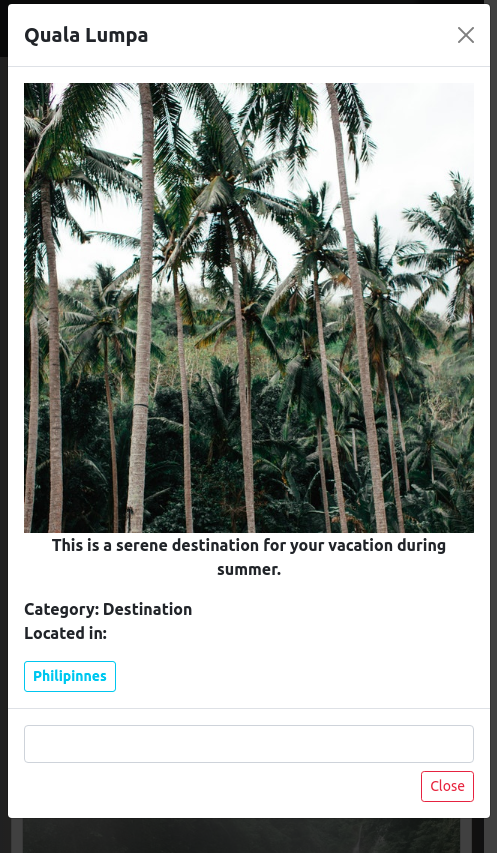 Quala Lumpa
This is a serene destination for your vacation during
summer.
Category: Destination
Located in:
Philipinnes
Close